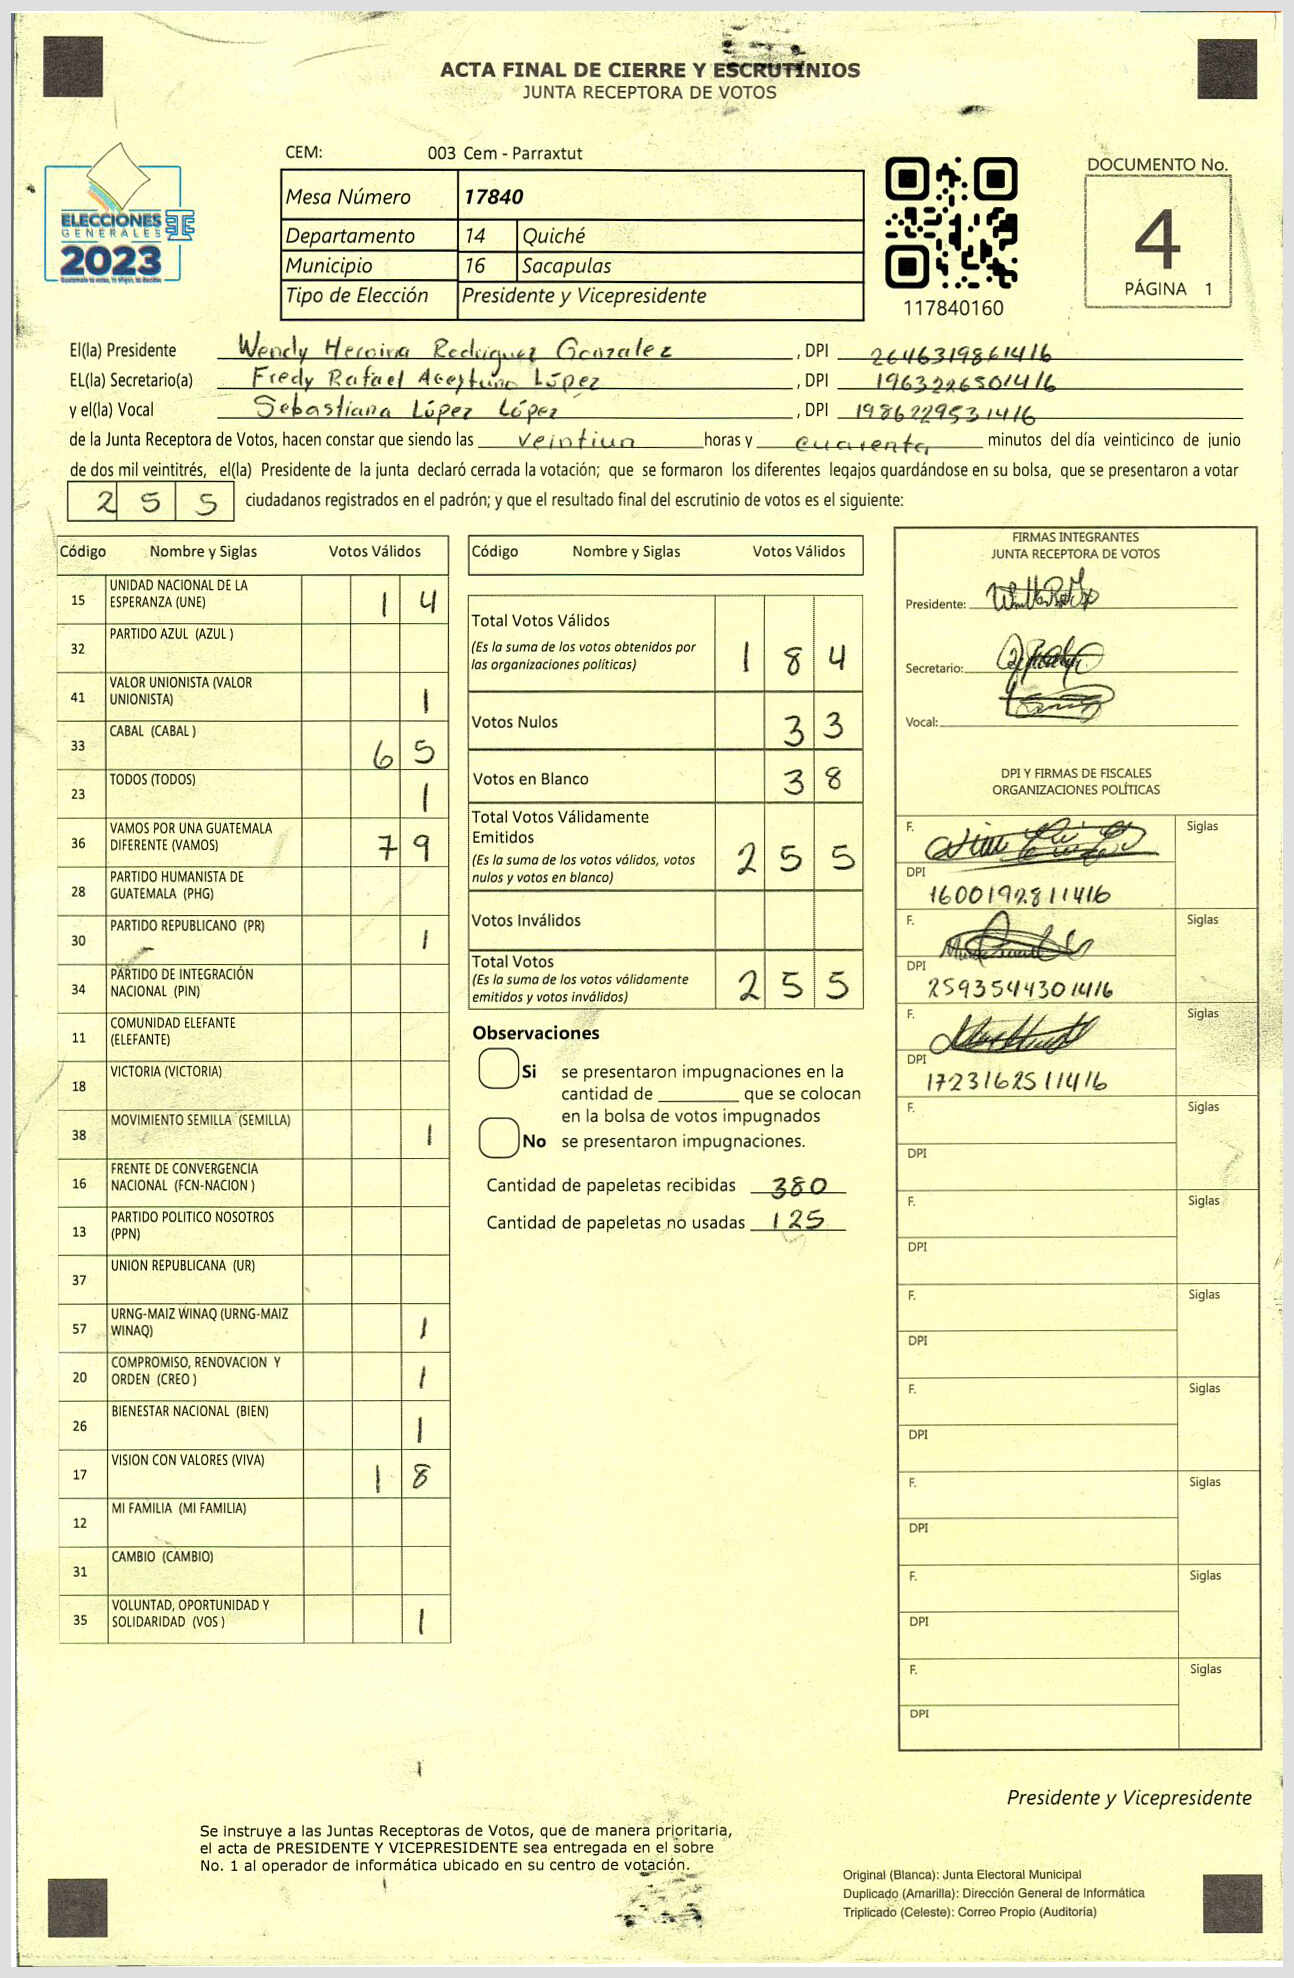 ACTA FINAL DE CIERRE Y ESCRUTINIOS
JUNTA RECEPTORA DE VOTOS
CEM: 003 Cem - Parraxtut
Mesa Número 17840
Departamento 14 Quiché
Municipio 16 Sacapulas
Tipo de Elección Presidente y Vicepresidente
ELECCIONES
GENERALES
2023
117840160
DOCUMENTO No.
4
PÁGINA 1
El(la) Presidente Wendy Heroina Rodriguez Gonzalez , DPI 2646319861416
EL(la) Secretario(a) Fredy Rafael Aceytuno López , DPI 1963226501416
y el(la) Vocal Sebastiana López López , DPI 1986229531416
de la Junta Receptora de Votos, hacen constar que siendo las veintiun horas y cuarenta minutos del día veinticinco de junio
de dos mil veintitrés, el(la) Presidente de la junta declaró cerrada la votación; que se formaron los diferentes legajos guardándose en su bolsa, que se presentaron a votar
2 5 5 ciudadanos registrados en el padrón; y que el resultado final del escrutinio de votos es el siguiente:
Código Nombre y Siglas Votos Válidos
15 UNIDAD NACIONAL DE LA ESPERANZA (UNE) 1 4
32 PARTIDO AZUL (AZUL )
41 VALOR UNIONISTA (VALOR UNIONISTA) 1
33 CABAL (CABAL ) 6 5
23 TODOS (TODOS) 1
36 VAMOS POR UNA GUATEMALA DIFERENTE (VAMOS) 7 9
28 PARTIDO HUMANISTA DE GUATEMALA (PHG)
30 PARTIDO REPUBLICANO (PR) 1
34 PARTIDO DE INTEGRACIÓN NACIONAL (PIN)
11 COMUNIDAD ELEFANTE (ELEFANTE)
18 VICTORIA (VICTORIA)
38 MOVIMIENTO SEMILLA (SEMILLA) 1
16 FRENTE DE CONVERGENCIA NACIONAL (FCN-NACION )
13 PARTIDO POLITICO NOSOTROS (PPN)
37 UNION REPUBLICANA (UR)
57 URNG-MAIZ WINAQ (URNG-MAIZ WINAQ) 1
20 COMPROMISO, RENOVACION Y ORDEN (CREO ) 1
26 BIENESTAR NACIONAL (BIEN) 1
17 VISION CON VALORES (VIVA) 1 8
12 MI FAMILIA (MI FAMILIA)
31 CAMBIO (CAMBIO)
35 VOLUNTAD, OPORTUNIDAD Y SOLIDARIDAD (VOS ) 1
Código Nombre y Siglas Votos Válidos
Total Votos Válidos
(Es la suma de los votos obtenidos por
las organizaciones políticas) 1 8 4
Votos Nulos 3 3
Votos en Blanco 3 8
Total Votos Válidamente
Emitidos
(Es la suma de los votos válidos, votos
nulos y votos en blanco) 2 5 5
Votos Inválidos
Total Votos
(Es la suma de los votos válidamente
emitidos y votos inválidos) 2 5 5
Observaciones
Si se presentaron impugnaciones en la
cantidad de ________ que se colocan
en la bolsa de votos impugnados
No se presentaron impugnaciones.
Cantidad de papeletas recibidas 380
Cantidad de papeletas no usadas 125
FIRMAS INTEGRANTES
JUNTA RECEPTORA DE VOTOS
Presidente:
Secretario:
Vocal:
DPI Y FIRMAS DE FISCALES
ORGANIZACIONES POLÍTICAS
F. Siglas
DPI
1600192811416
F. Siglas
DPI
2593544301416
F. Siglas
DPI
1723162511416
F. Siglas
DPI
F. Siglas
DPI
F. Siglas
DPI
F. Siglas
DPI
F. Siglas
DPI
F. Siglas
DPI
F. Siglas
DPI
Presidente y Vicepresidente
Se instruye a las Juntas Receptoras de Votos, que de manera prioritaria,
el acta de PRESIDENTE Y VICEPRESIDENTE sea entregada en el sobre
No. 1 al operador de informática ubicado en su centro de votación.
Original (Blanca): Junta Electoral Municipal
Duplicado (Amarilla): Dirección General de Informática
Triplicado (Celeste): Correo Propio (Auditoría)